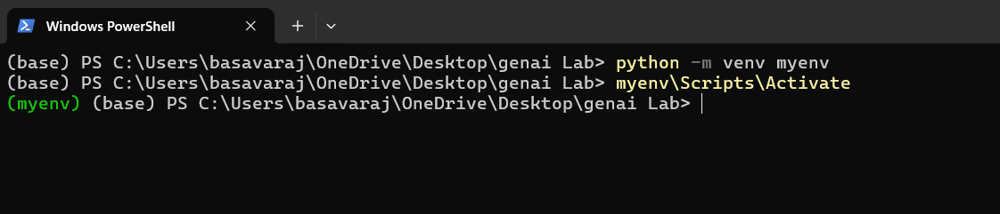 Windows PowerShell
(base) PS C:\Users\basavaraj\OneDrive\Desktop\genai Lab> python -m venv myenv
(base) PS C:\Users\basavaraj\OneDrive\Desktop\genai Lab> myenv\Scripts\Activate
(myenv) (base) PS C:\Users\basavaraj\OneDrive\Desktop\genai Lab>